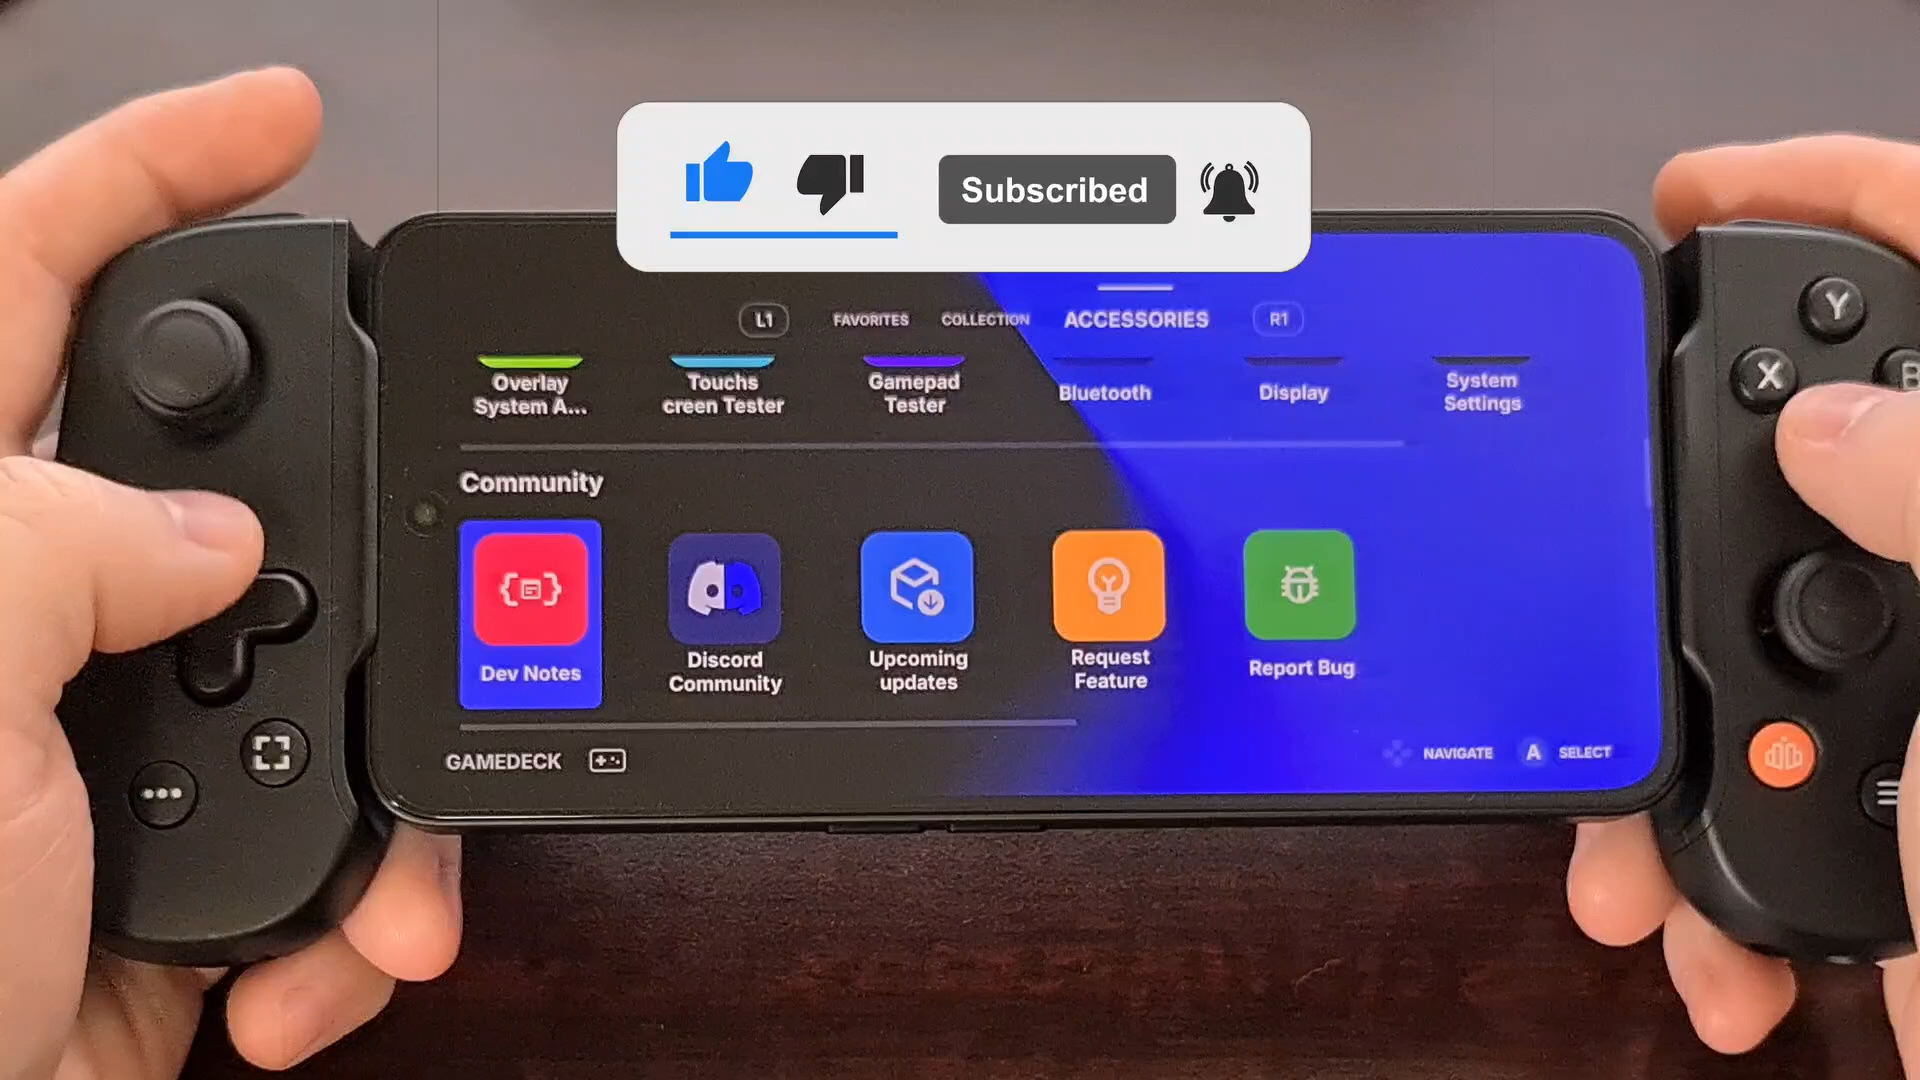 Subscribed
Y
X
B
L1 FAVORITES COLLECTION ACCESSORIES R1
Overlay
System A...
Touchs
creen Tester
Gamepad
Tester
Bluetooth
Display
System
Settings
Community
Dev Notes
Discord
Community
Upcoming
updates
Request
Feature
Report Bug
GAMEDECK
NAVIGATE A SELECT